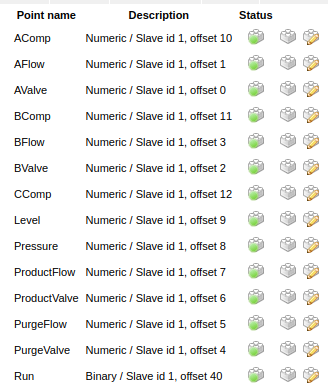 Point name Description Status
AComp Numeric / Slave id 1, offset 10
AFlow Numeric / Slave id 1, offset 1
AValve Numeric / Slave id 1, offset 0
BComp Numeric / Slave id 1, offset 11
BFlow Numeric / Slave id 1, offset 3
BValve Numeric / Slave id 1, offset 2
CComp Numeric / Slave id 1, offset 12
Level Numeric / Slave id 1, offset 9
Pressure Numeric / Slave id 1, offset 8
ProductFlow Numeric / Slave id 1, offset 7
ProductValve Numeric / Slave id 1, offset 6
PurgeFlow Numeric / Slave id 1, offset 5
PurgeValve Numeric / Slave id 1, offset 4
Run Binary / Slave id 1, offset 40